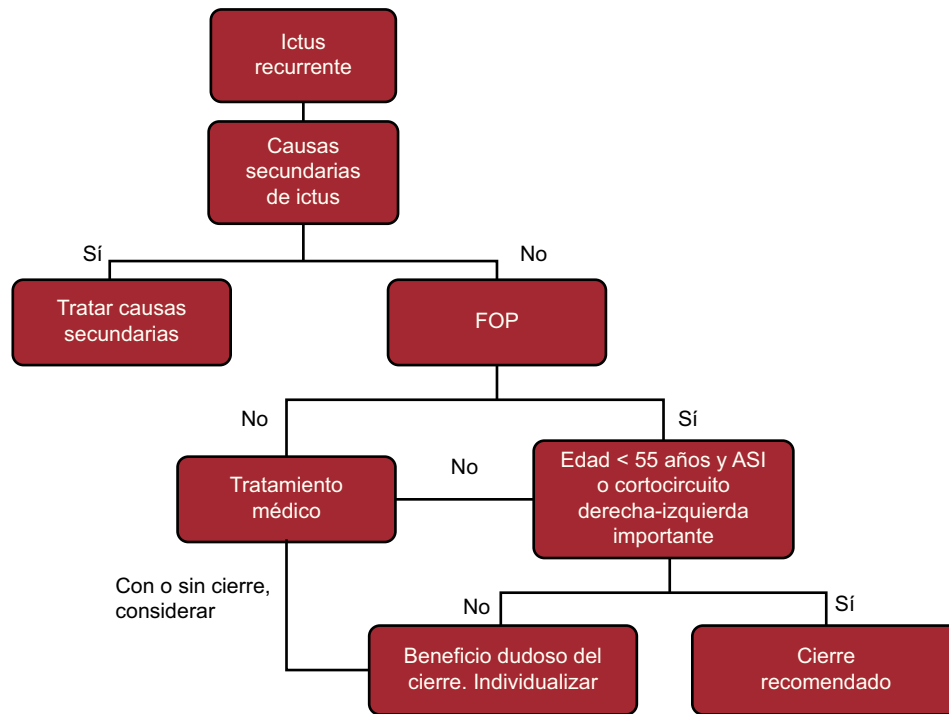 Ictus
recurrente
Causas
secundarias
de ictus
Sí
No
Tratar causas
secundarias
FOP
No
Sí
Tratamiento
médico
No
Edad < 55 años y ASI
o cortocircuito
derecha-izquierda
importante
Con o sin cierre,
considerar
No
Sí
Beneficio dudoso del
cierre. Individualizar
Cierre
recomendado